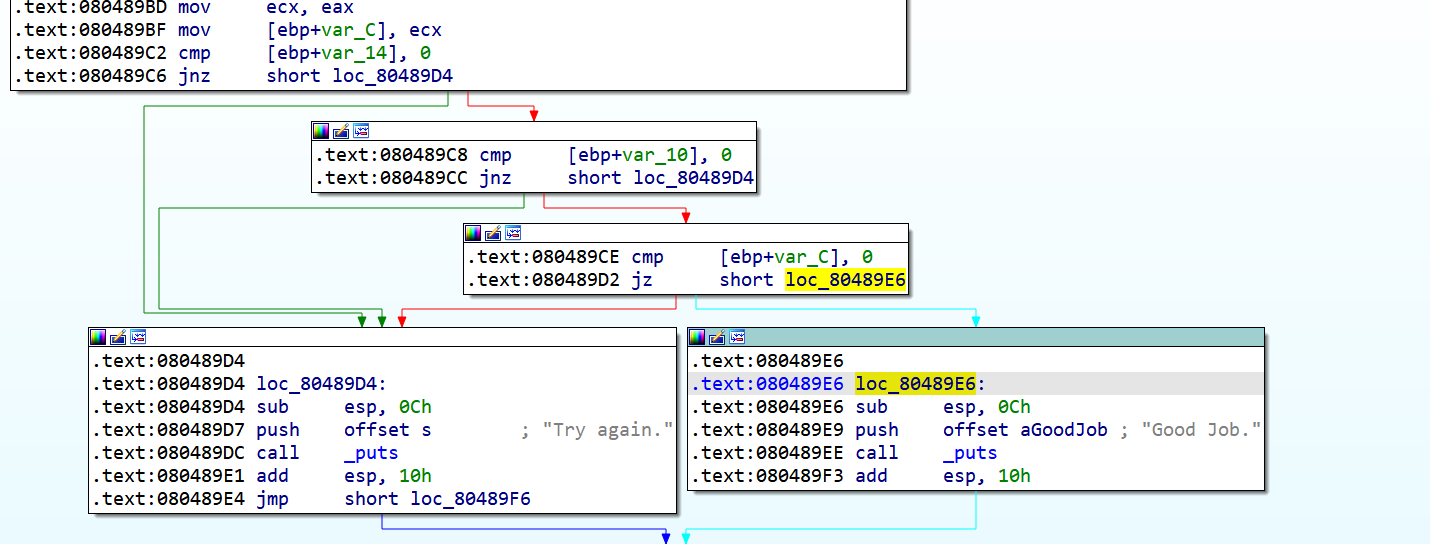 .text:080489BD mov ecx, eax
.text:080489BF mov [ebp+var_C], ecx
.text:080489C2 cmp [ebp+var_14], 0
.text:080489C6 jnz short loc_80489D4
.text:080489C8 cmp [ebp+var_10], 0
.text:080489CC jnz short loc_80489D4
.text:080489CE cmp [ebp+var_C], 0
.text:080489D2 jz short loc_80489E6
.text:080489D4
.text:080489D4 loc_80489D4:
.text:080489D4 sub esp, 0Ch
.text:080489D7 push offset s ; "Try again."
.text:080489DC call _puts
.text:080489E1 add esp, 10h
.text:080489E4 jmp short loc_80489F6
.text:080489E6
.text:080489E6 loc_80489E6:
.text:080489E6 sub esp, 0Ch
.text:080489E9 push offset aGoodJob ; "Good Job."
.text:080489EE call _puts
.text:080489F3 add esp, 10h